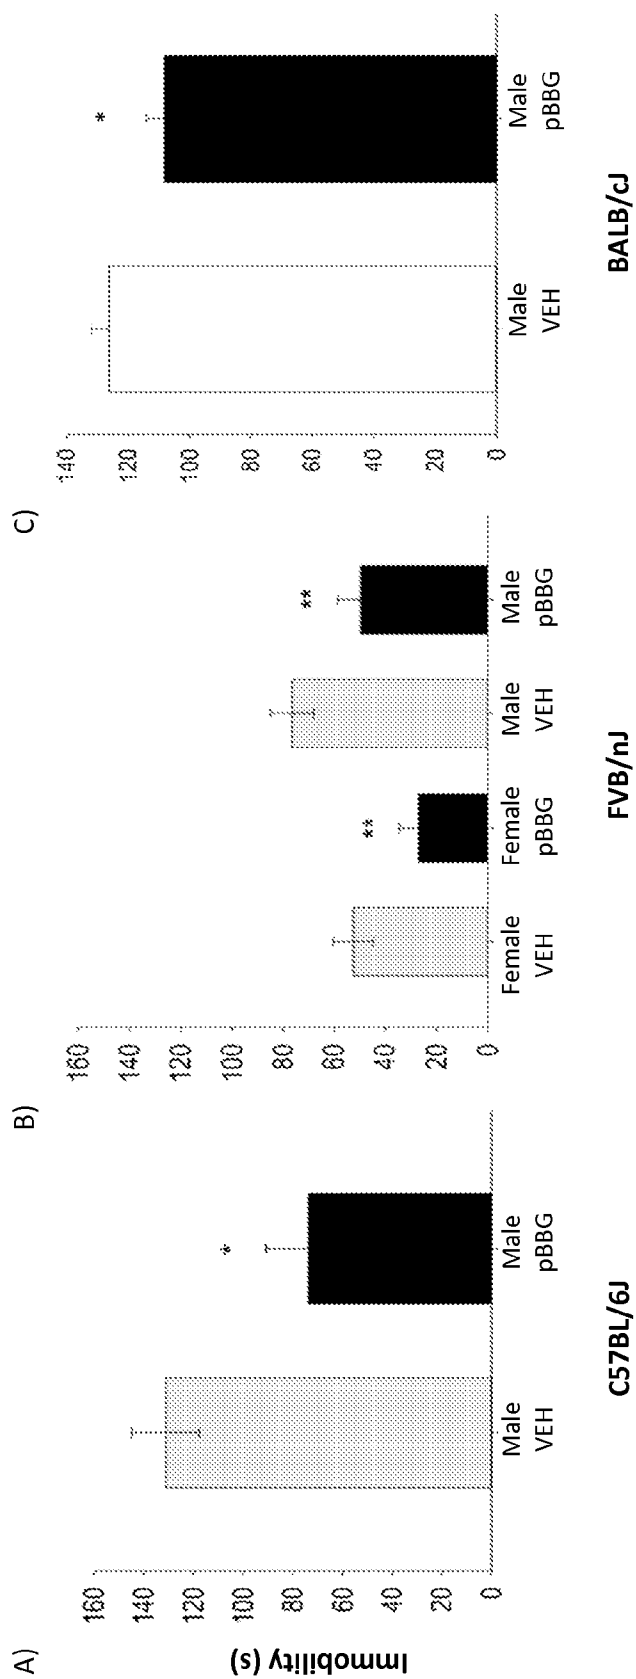 A)
Immobility (s)
160
140
120
100
80
60
40
20
0
*
Male
VEH
Male
pBBG
C57BL/6J
B)
160
140
120
100
80
60
40
20
0
**
**
Female
VEH
Female
pBBG
Male
VEH
Male
pBBG
FVB/nJ
C)
140
120
100
80
60
40
20
0
*
Male
VEH
Male
pBBG
BALB/cJ